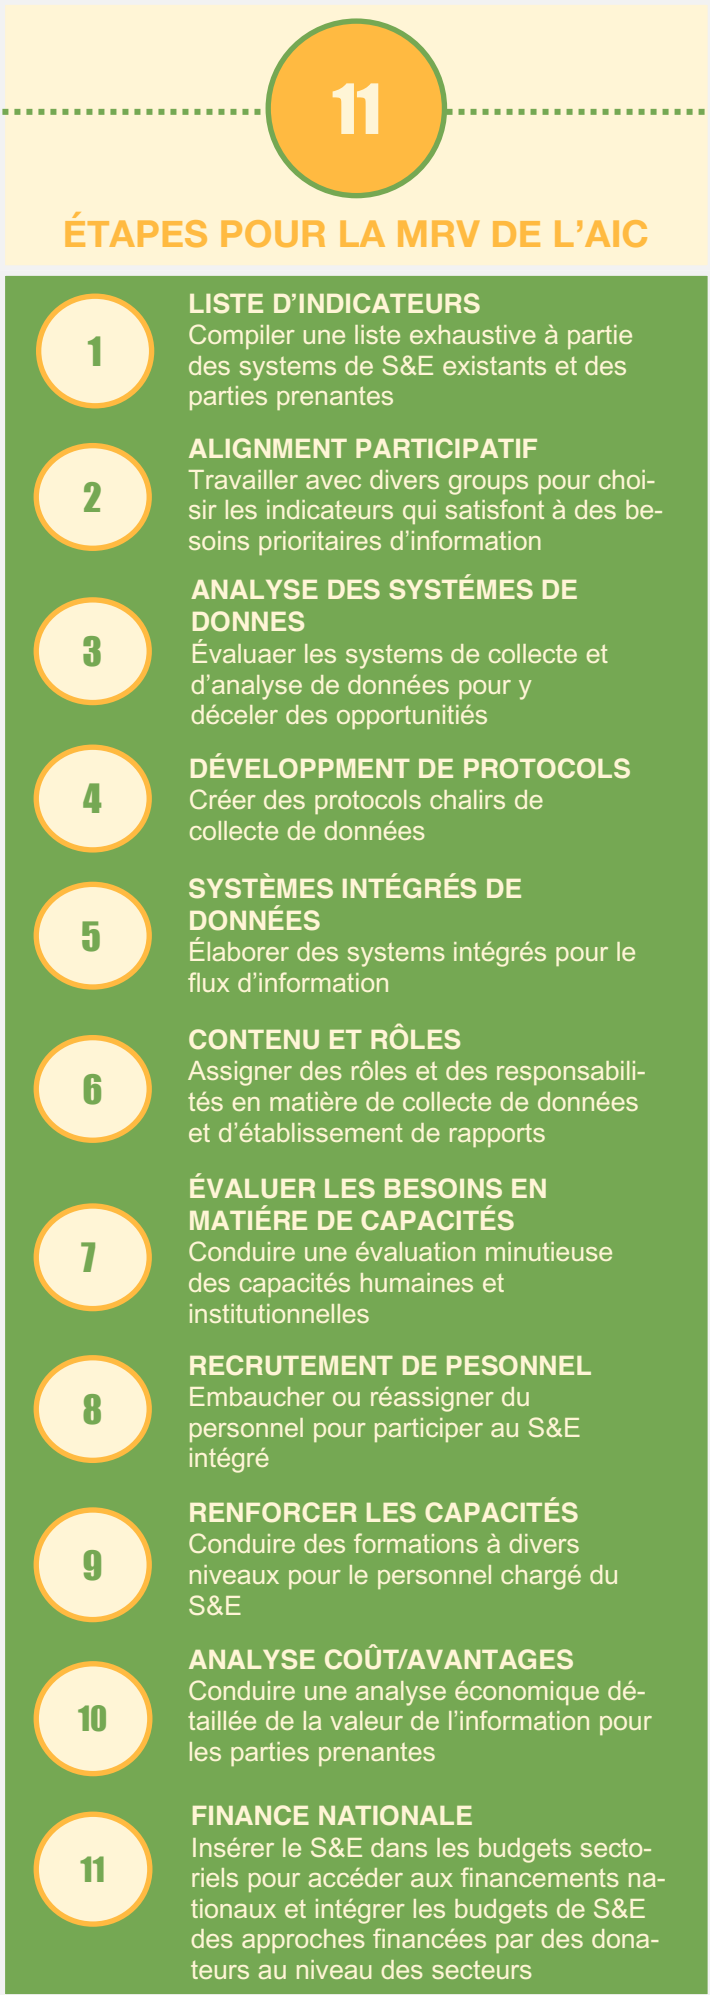 11
ÉTAPES POUR LA MRV DE L’AIC
1
LISTE D’INDICATEURS
Compiler une liste exhaustive à partie
des systems de S&E existants et des
parties prenantes
2
ALIGNMENT PARTICIPATIF
Travailler avec divers groups pour choi-
sir les indicateurs qui satisfont à des be-
soins prioritaires d’information
3
ANALYSE DES SYSTÉMES DE
DONNES
Évaluaer les systems de collecte et
d’analyse de données pour y
déceler des opportunitiés
4
DÉVELOPPMENT DE PROTOCOLS
Créer des protocols chalirs de
collecte de données
5
SYSTÈMES INTÉGRÉS DE
DONNÉES
Élaborer des systems intégrés pour le
flux d’information
6
CONTENU ET RÔLES
Assigner des rôles et des responsabili-
tés en matière de collecte de données
et d’établissement de rapports
7
ÉVALUER LES BESOINS EN
MATIÉRE DE CAPACITÉS
Conduire une évaluation minutieuse
des capacités humaines et
institutionnelles
8
RECRUTEMENT DE PESONNEL
Embaucher ou réassigner du
personnel pour participer au S&E
intégré
9
RENFORCER LES CAPACITÉS
Conduire des formations à divers
niveaux pour le personnel chargé du
S&E
10
ANALYSE COÛT/AVANTAGES
Conduire une analyse économique dé-
taillée de la valeur de l’information pour
les parties prenantes
11
FINANCE NATIONALE
Insérer le S&E dans les budgets secto-
riels pour accéder aux financements na-
tionaux et intégrer les budgets de S&E
des approches financées par des dona-
teurs au niveau des secteurs